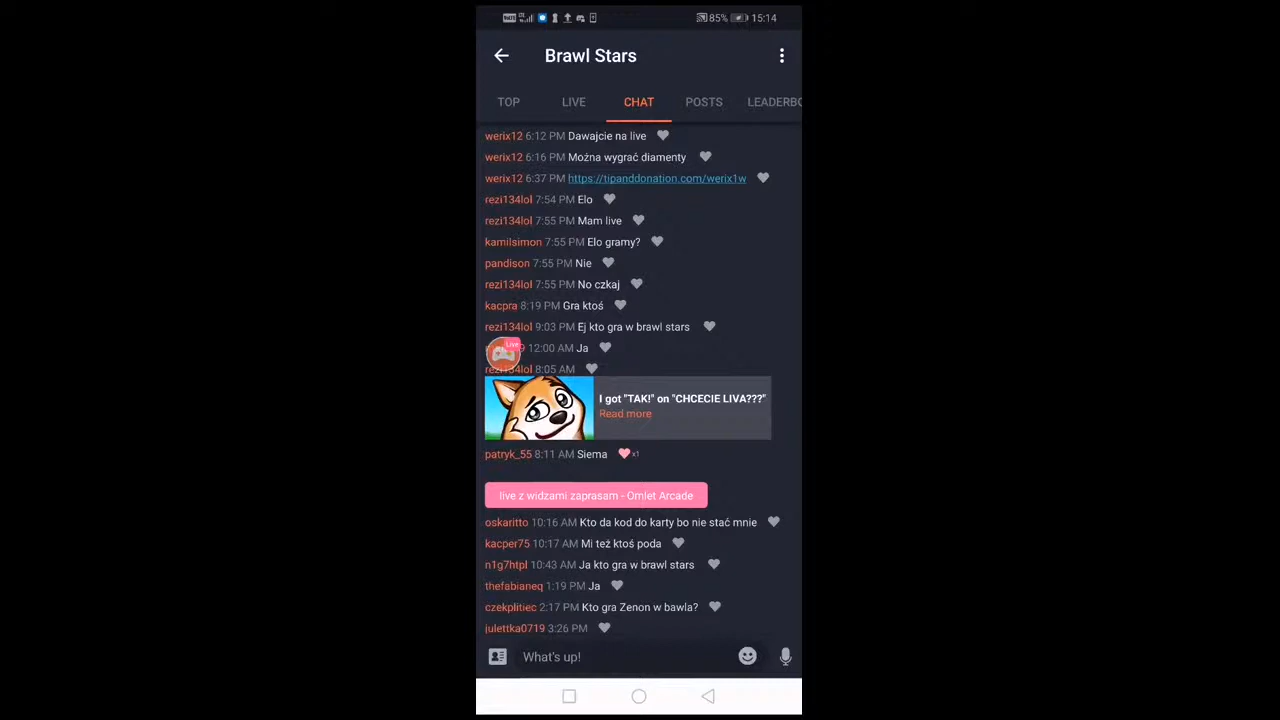 85% 15:14
Brawl Stars
TOP LIVE CHAT POSTS LEADERBO
werix12 6:12 PM Dawajcie na live
werix12 6:16 PM Można wygrać diamenty
werix12 6:37 PM https://tipanddonation.com/werix1w
rezi134lol 7:54 PM Elo
rezi134lol 7:55 PM Mam live
kamilsimon 7:55 PM Elo gramy?
pandison 7:55 PM Nie
rezi134lol 7:55 PM No czkaj
kacpra 8:19 PM Gra ktoś
rezi134lol 9:03 PM Ej kto gra w brawl stars
Live
12:00 AM Ja
rezi134lol 8:05 AM
I got "TAK!" on "CHCECIE LIVA???"
Read more
patryk_55 8:11 AM Siema x1
live z widzami zapraszam - Omlet Arcade
oskaritto 10:16 AM Kto da kod do karty bo nie stać mnie
kacper75 10:17 AM Mi też ktoś poda
n1g7htpl 10:43 AM Ja kto gra w brawl stars
thefabianeq 1:19 PM Ja
czekplitiec 2:17 PM Kto gra Zenon w bawla?
julettka0719 3:26 PM
What's up!